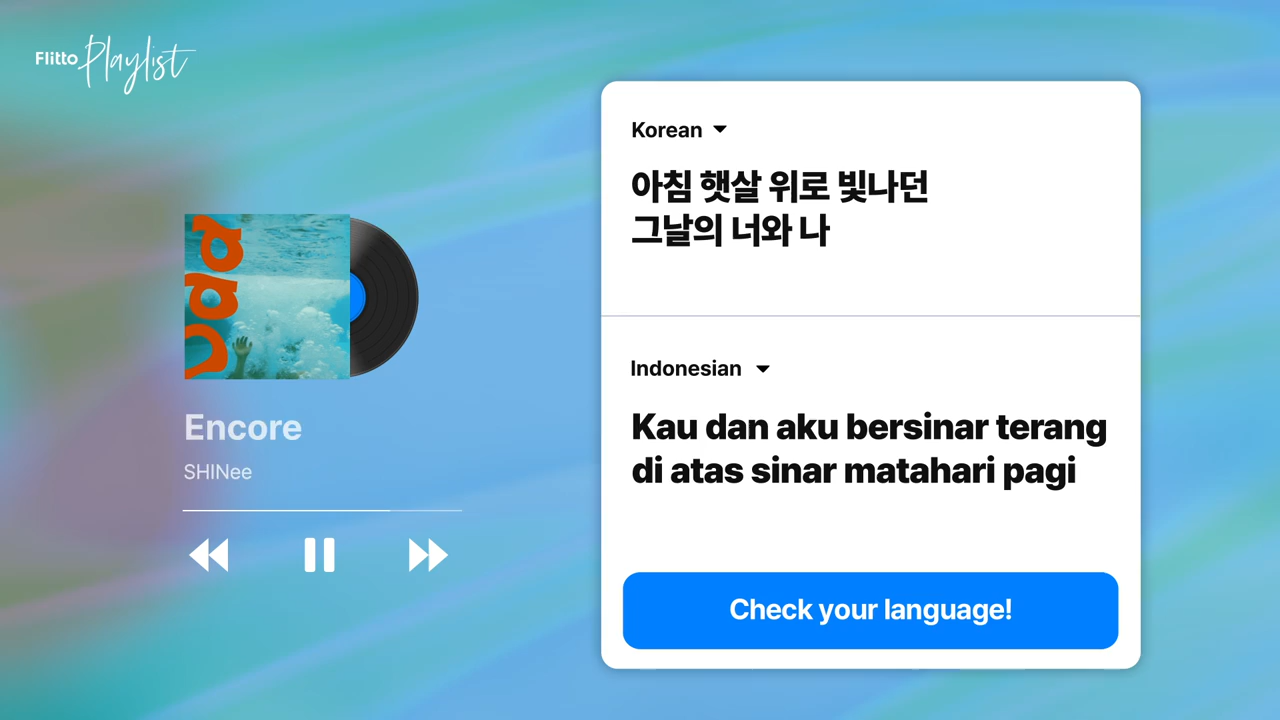 Flitto Playlist
Odd
Encore
SHINee
Korean
아침 햇살 위로 빛나던
그날의 너와 나
Indonesian
Kau dan aku bersinar terang
di atas sinar matahari pagi
Check your language!